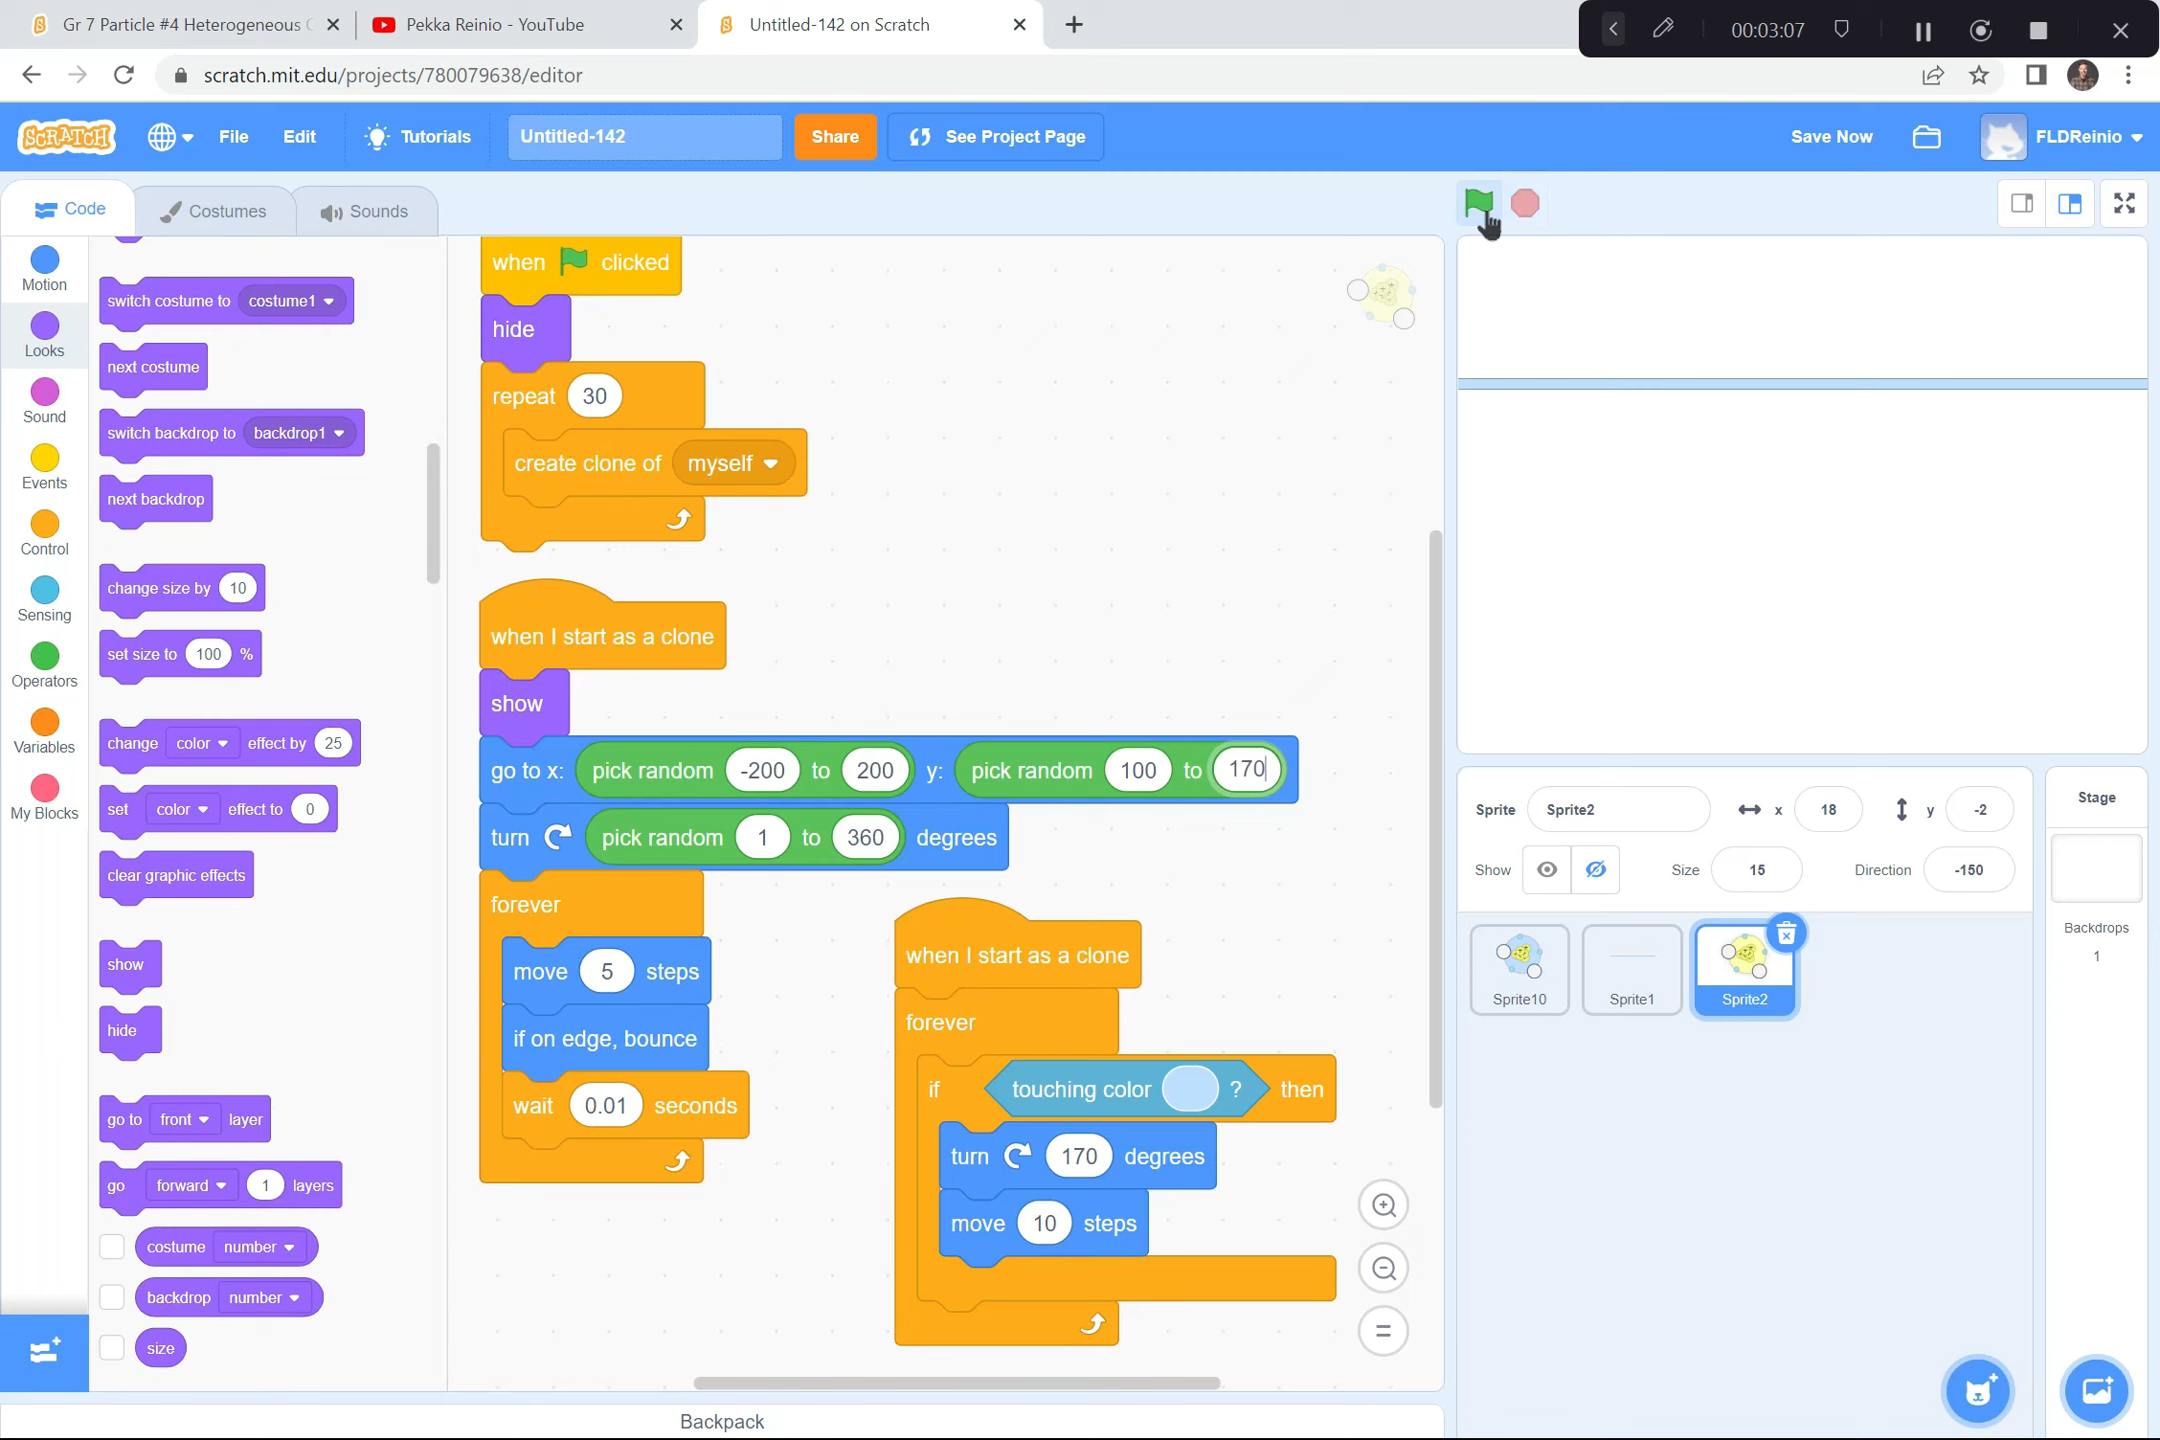 Gr 7 Particle #4 Heterogeneous
Pekka Reinio - YouTube
Untitled-142 on Scratch
00:03:07
scratch.mit.edu/projects/780079638/editor
SCRATCH
File
Edit
Tutorials
Untitled-142
Share
See Project Page
Save Now
FLDReinio
Code
Costumes
Sounds
Motion
Looks
Sound
Events
Control
Sensing
Operators
Variables
My Blocks
switch costume to costume1
next costume
switch backdrop to backdrop1
next backdrop
change size by 10
set size to 100 %
change color effect by 25
set color effect to 0
clear graphic effects
show
hide
go to front layer
go forward 1 layers
costume number
backdrop number
size
when clicked
hide
repeat 30
create clone of myself
when I start as a clone
show
go to x: pick random -200 to 200 y: pick random 100 to 170
turn pick random 1 to 360 degrees
forever
move 5 steps
if on edge, bounce
wait 0.01 seconds
when I start as a clone
forever
if touching color ? then
turn 170 degrees
move 10 steps
Backpack
Sprite Sprite2 x 18 y -2
Show Size 15 Direction -150
Sprite10
Sprite1
Sprite2
Stage
Backdrops
1